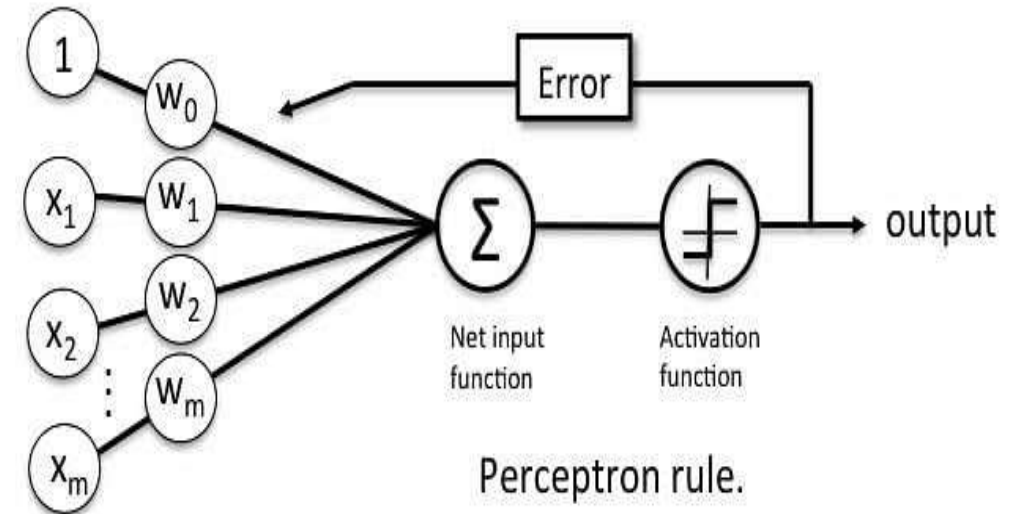 1
w0
Error
x1
w1
Σ
output
w2
x2
Net input
function
Activation
function
⋮
wm
xm
Perceptron rule.